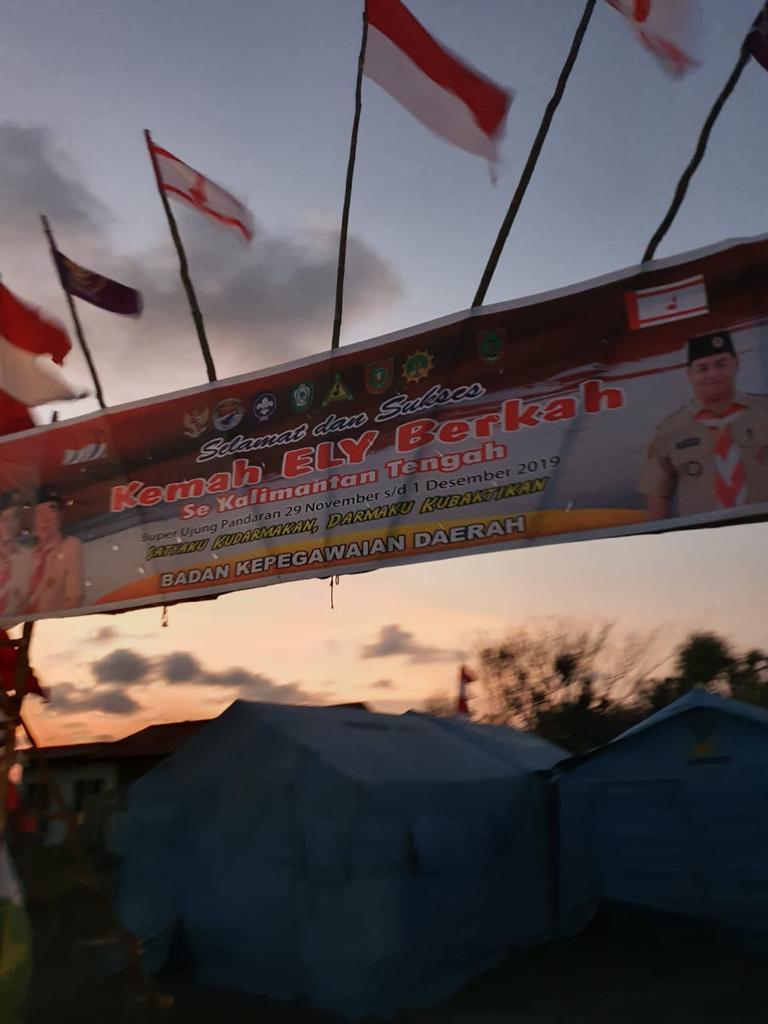 Selamat dan Sukses
Kemah ELY Berkah
Se Kalimantan Tengah
Buper Ujung Pandaran 29 November s/d 1 Desember 2019
SATYAKU KUDARMAKAN, DARMAKU KUBAKTIKAN
BADAN KEPEGAWAIAN DAERAH